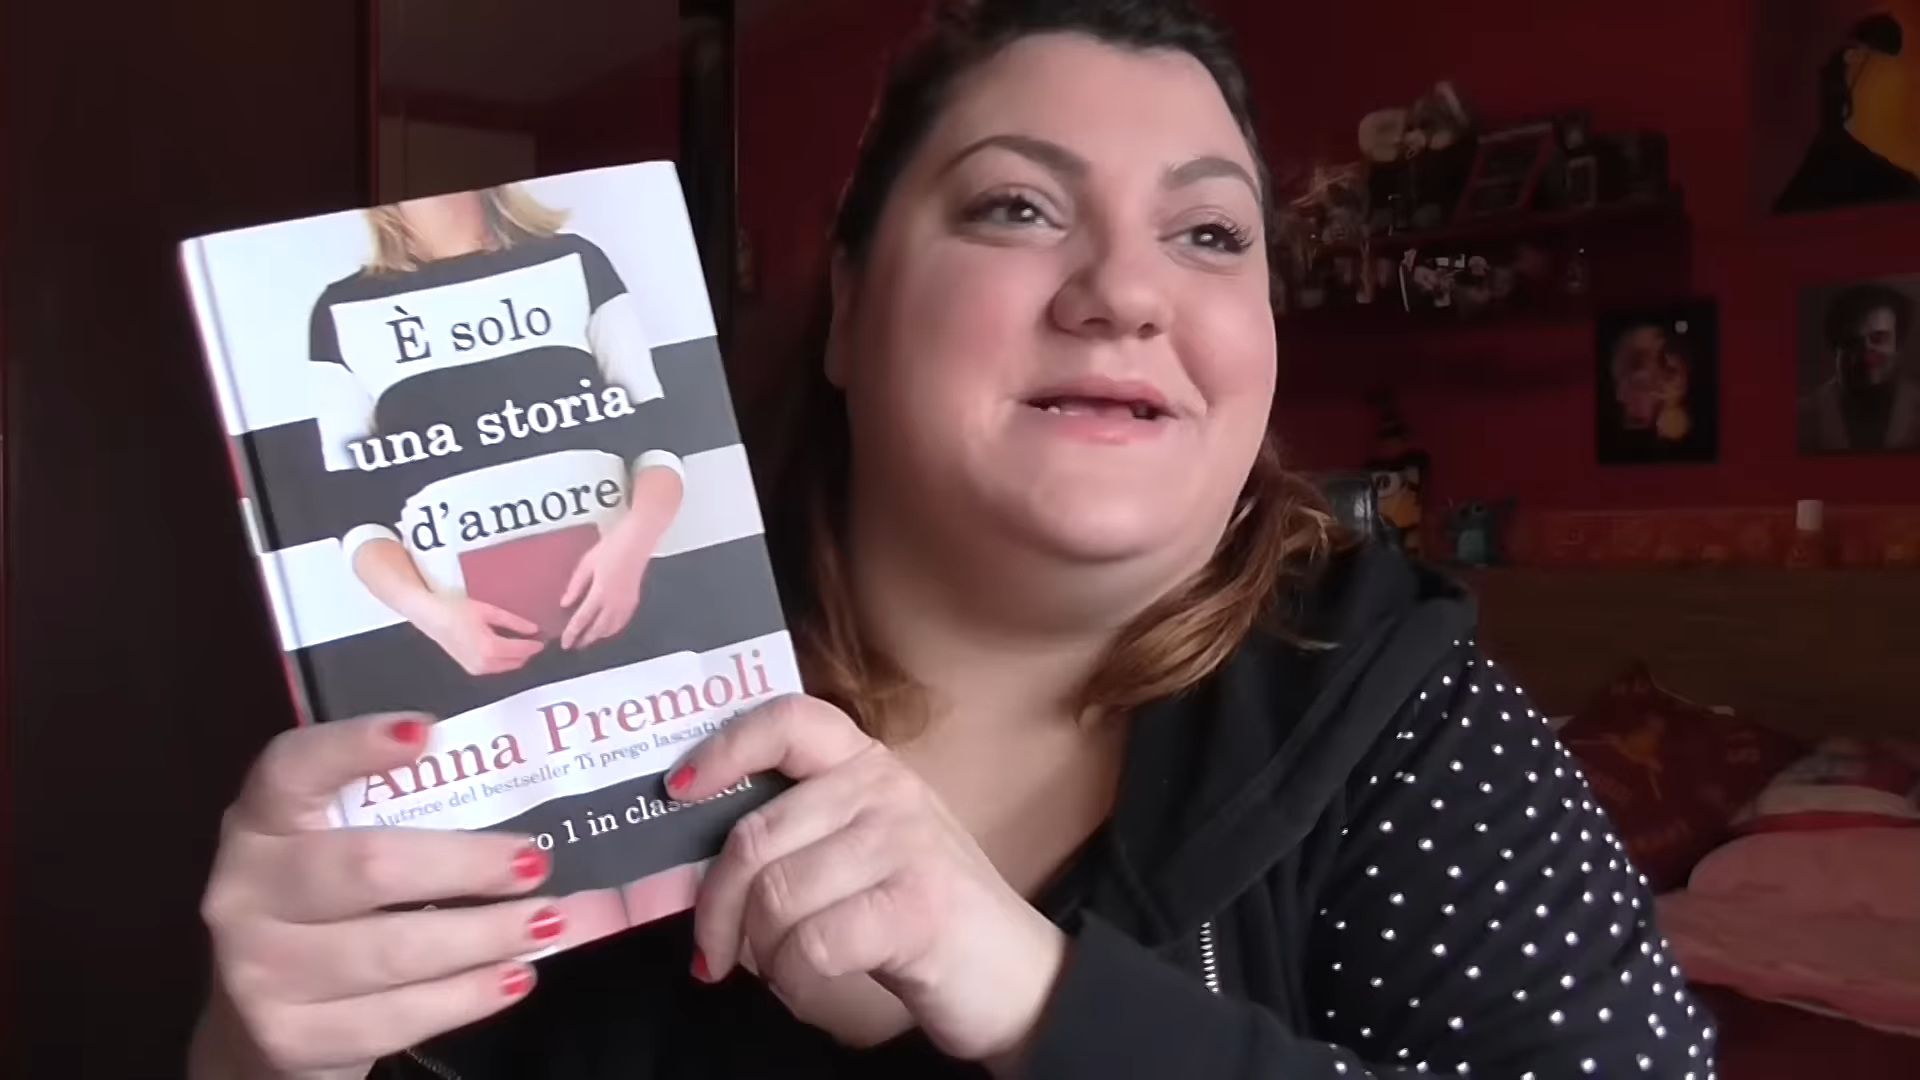 È solo
una storia
d'amore
Anna Premoli
Autrice del bestseller Ti prego lasciati
1 in classifica